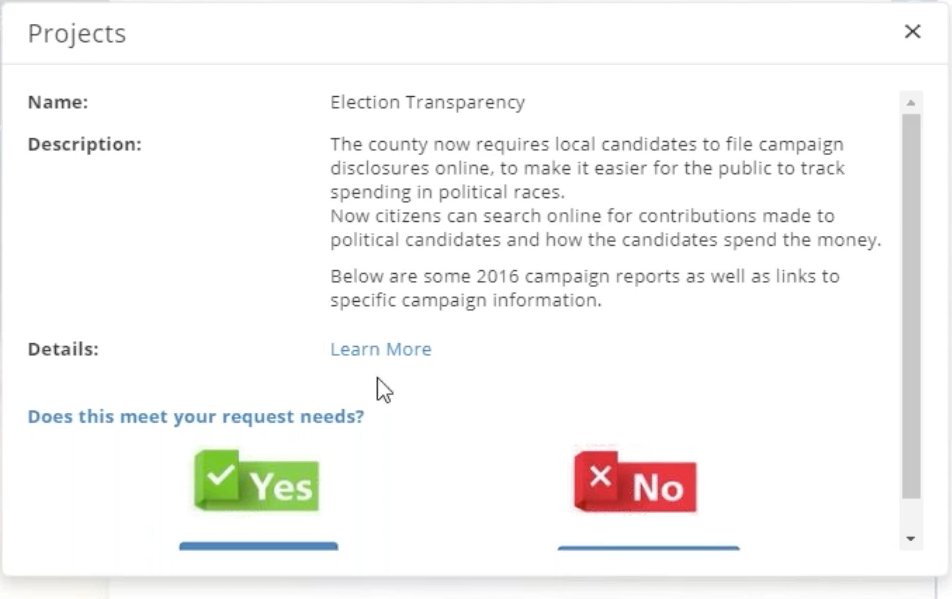 Projects
Name:
Election Transparency
Description:
The county now requires local candidates to file campaign
disclosures online, to make it easier for the public to track
spending in political races.
Now citizens can search online for contributions made to
political candidates and how the candidates spend the money.
Below are some 2016 campaign reports as well as links to
specific campaign information.
Details:
Learn More
Does this meet your request needs?
Yes
No